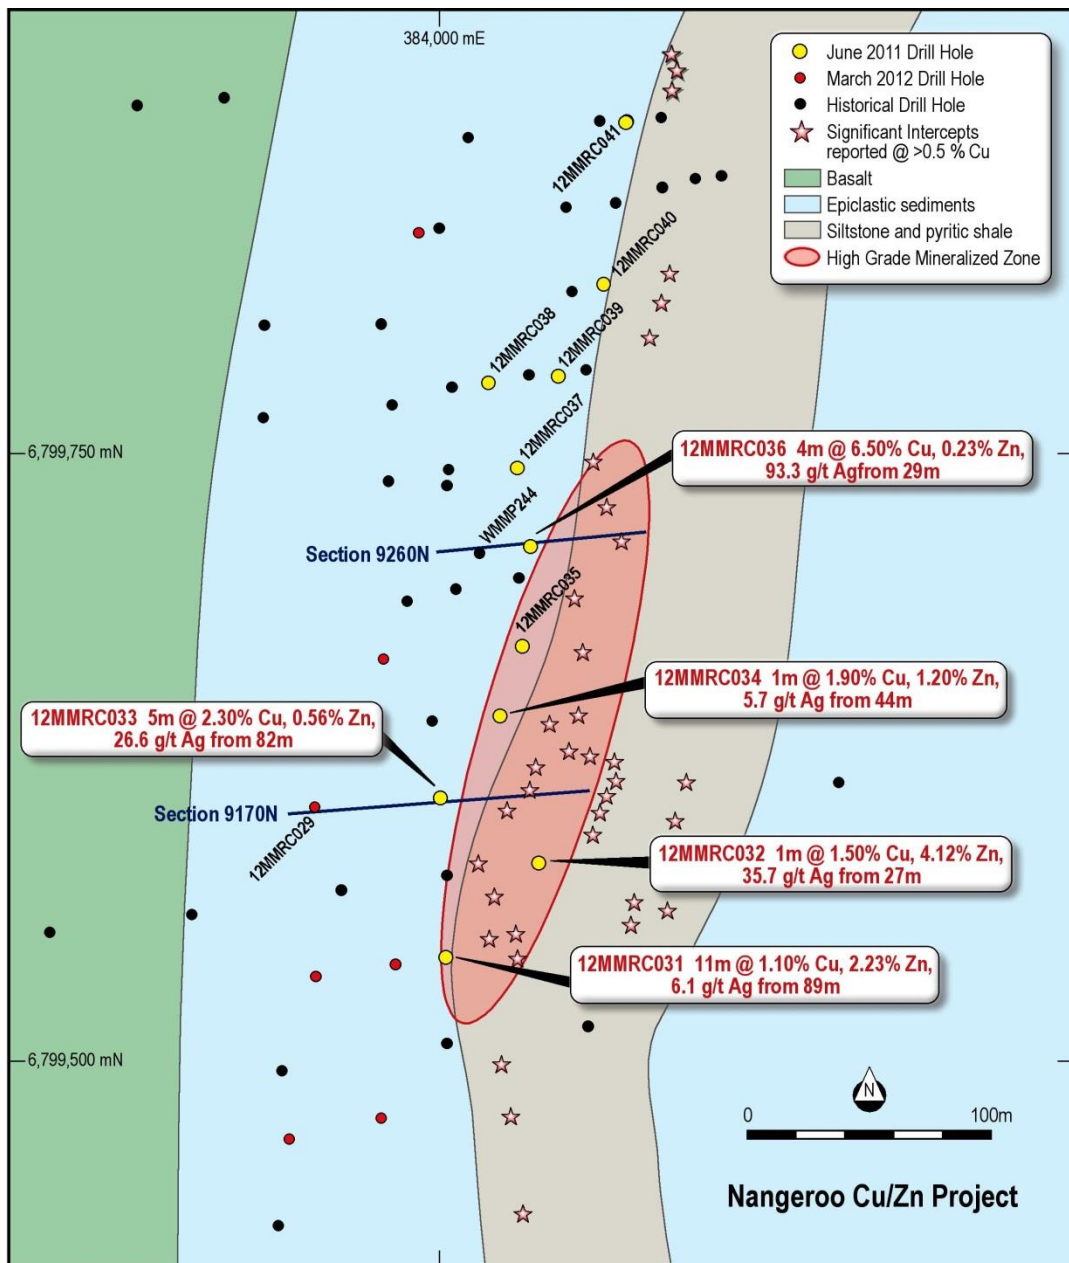 384,000 mE
June 2011 Drill Hole
March 2012 Drill Hole
Historical Drill Hole
Significant Intercepts
reported @ >0.5 % Cu
Basalt
Epiclastic sediments
Siltstone and pyritic shale
High Grade Mineralized Zone
12MMRC041
12MMRC040
12MMRC038
12MMRC039
12MMRC037
6,799,750 mN
12MMRC036 4m @ 6.50% Cu, 0.23% Zn,
93.3 g/t Agfrom 29m
WMMP244
Section 9260N
12MMRC035
12MMRC034 1m @ 1.90% Cu, 1.20% Zn,
5.7 g/t Ag from 44m
12MMRC033 5m @ 2.30% Cu, 0.56% Zn,
26.6 g/t Ag from 82m
Section 9170N
12MMRC029
12MMRC032 1m @ 1.50% Cu, 4.12% Zn,
35.7 g/t Ag from 27m
12MMRC031 11m @ 1.10% Cu, 2.23% Zn,
6.1 g/t Ag from 89m
6,799,500 mN
N
0 100m
Nangeroo Cu/Zn Project